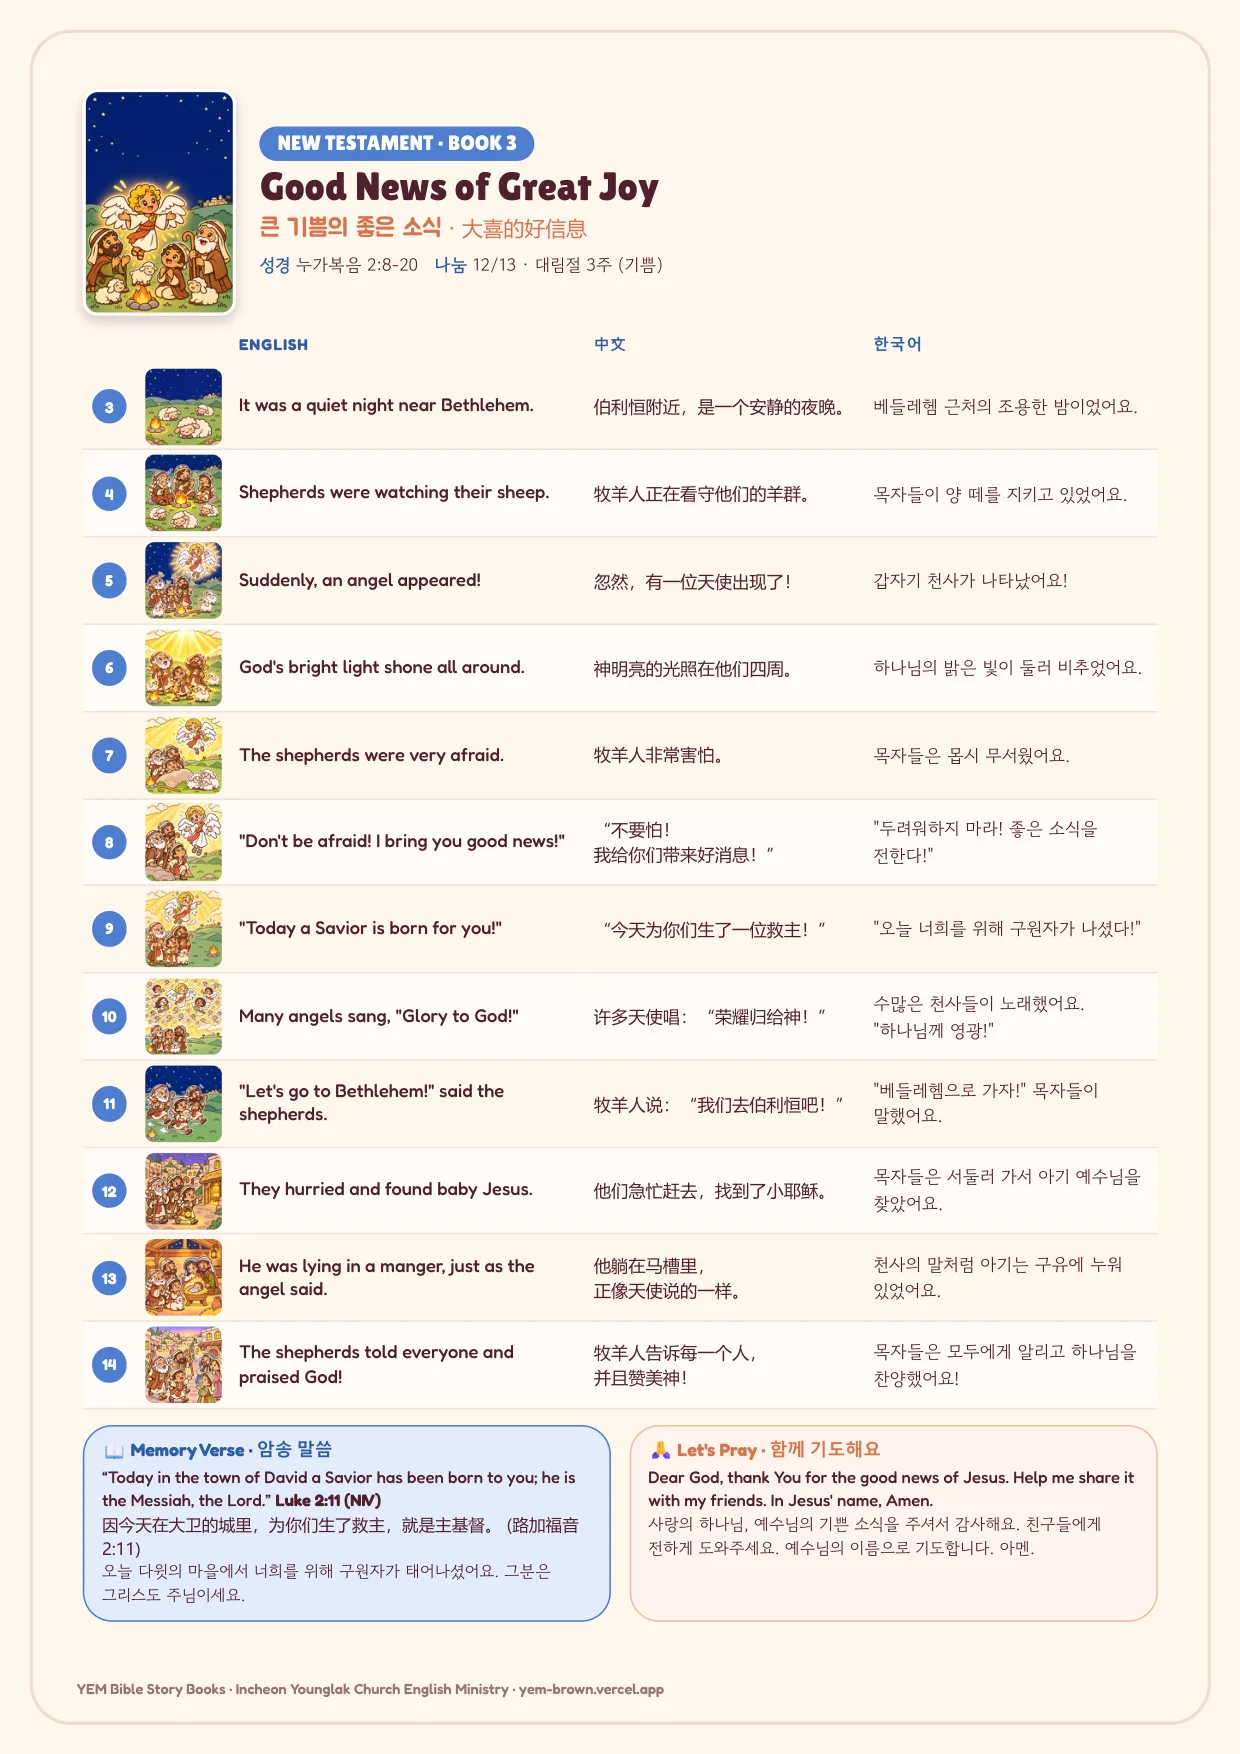 NEW TESTAMENT · BOOK 3
Good News of Great Joy
큰 기쁨의 좋은 소식 · 大喜的好信息
성경 누가복음 2:8-20 나눔 12/13 · 대림절 3주 (기쁨)
ENGLISH 中文 한국어
3 It was a quiet night near Bethlehem. 伯利恒附近，是一个安静的夜晚。 베들레헴 근처의 조용한 밤이었어요.
4 Shepherds were watching their sheep. 牧羊人正在看守他们的羊群。 목자들이 양 떼를 지키고 있었어요.
5 Suddenly, an angel appeared! 忽然，有一位天使出现了！ 갑자기 천사가 나타났어요!
6 God's bright light shone all around. 神明亮的光照在他们四周。 하나님의 밝은 빛이 둘러 비추었어요.
7 The shepherds were very afraid. 牧羊人非常害怕。 목자들은 몹시 무서웠어요.
8 "Don't be afraid! I bring you good news!"
“不要怕！
我给你们带来好消息！”
"두려워하지 마라! 좋은 소식을
전한다!"
9 "Today a Savior is born for you!" “今天为你们生了一位救主！” "오늘 너희를 위해 구원자가 나셨다!"
10 Many angels sang, "Glory to God!" 许多天使唱：“荣耀归给神！”
수많은 천사들이 노래했어요.
"하나님께 영광!"
11 "Let's go to Bethlehem!" said the
shepherds.
牧羊人说：“我们去伯利恒吧！”
"베들레헴으로 가자!" 목자들이
말했어요.
12 They hurried and found baby Jesus. 他们急忙赶去，找到了小耶稣。
목자들은 서둘러 가서 아기 예수님을
찾았어요.
13 He was lying in a manger, just as the
angel said.
他躺在马槽里，
正像天使说的一样。
천사의 말처럼 아기는 구유에 누워
있었어요.
14 The shepherds told everyone and
praised God!
牧羊人告诉每一个人，
并且赞美神！
목자들은 모두에게 알리고 하나님을
찬양했어요!
📖 Memory Verse · 암송 말씀
“Today in the town of David a Savior has been born to you; he is
the Messiah, the Lord.” Luke 2:11 (NIV)
因今天在大卫的城里，为你们生了救主，就是主基督。（路加福音
2:11)
오늘 다윗의 마을에서 너희를 위해 구원자가 태어나셨어요. 그분은
그리스도 주님이세요.
🙏 Let's Pray · 함께 기도해요
Dear God, thank You for the good news of Jesus. Help me share it
with my friends. In Jesus' name, Amen.
사랑의 하나님, 예수님의 기쁜 소식을 주셔서 감사해요. 친구들에게
전하게 도와주세요. 예수님의 이름으로 기도합니다. 아멘.
YEM Bible Story Books · Incheon Younglak Church English Ministry · yem-brown.vercel.app